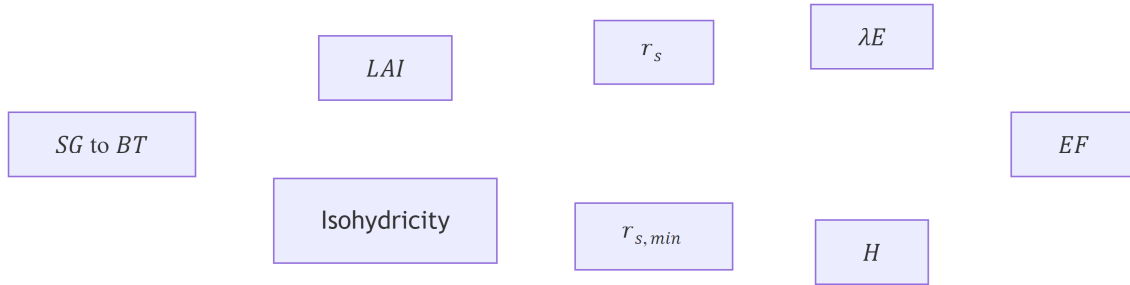 SG to BT
LAI
Isohydricity
r_s
r_{s,min}
λE
H
EF